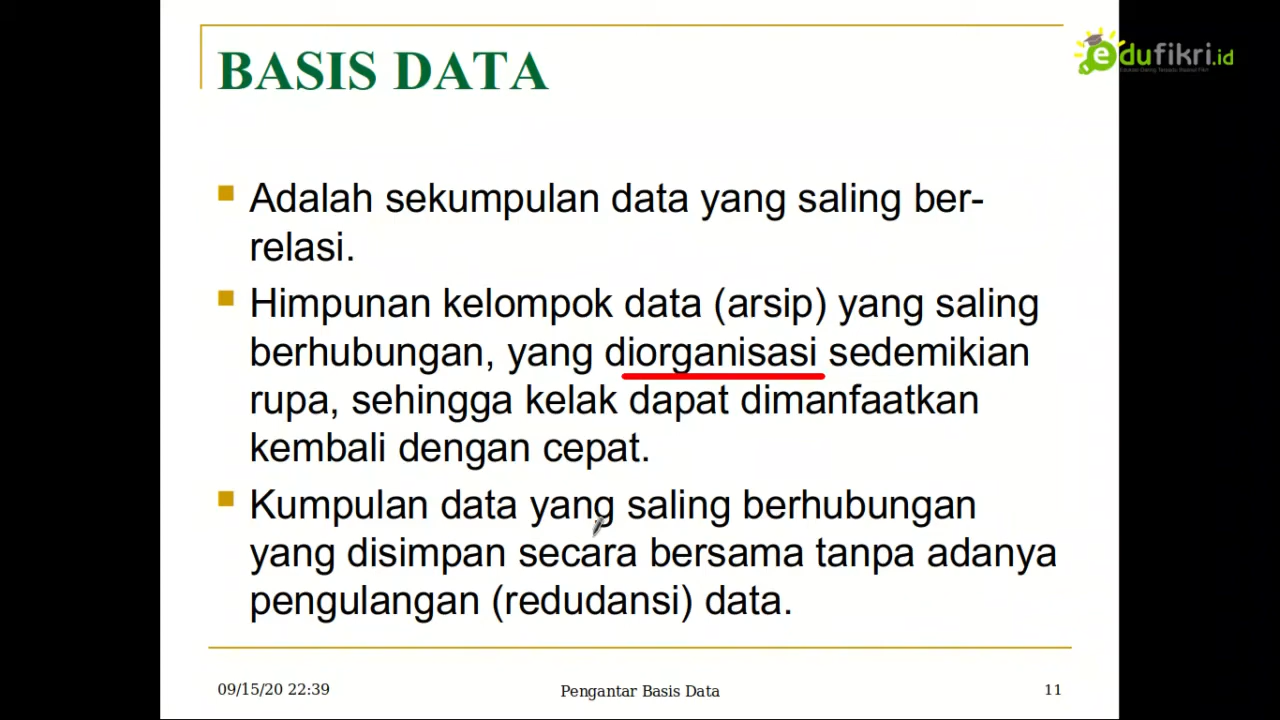 BASIS DATA
edufikri.id
Adalah sekumpulan data yang saling ber-
relasi.
Himpunan kelompok data (arsip) yang saling
berhubungan, yang diorganisasi sedemikian
rupa, sehingga kelak dapat dimanfaatkan
kembali dengan cepat.
Kumpulan data yang saling berhubungan
yang disimpan secara bersama tanpa adanya
pengulangan (redudansi) data.
09/15/20 22:39
Pengantar Basis Data
11